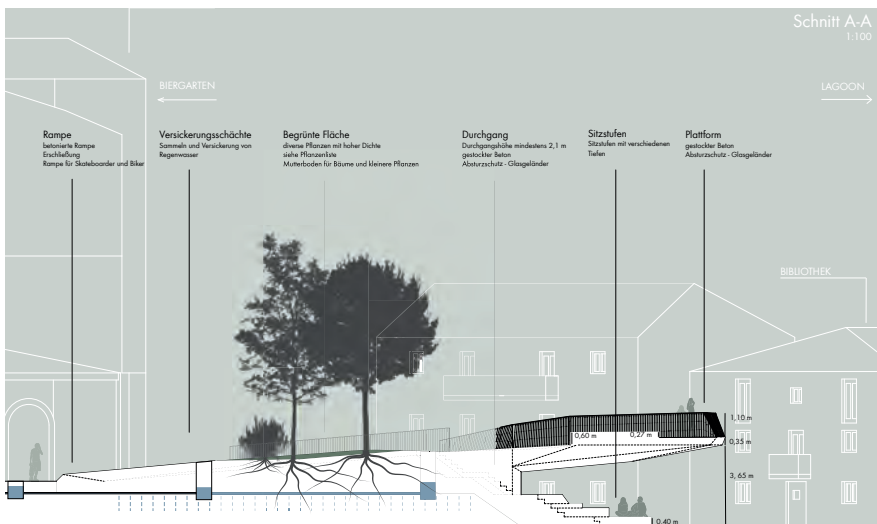 Schnitt A-A
1:100
BIERGARTEN
LAGOON
Rampe
betonierte Rampe
Erschließung
Rampe für Skateboarder und Biker
Versickerungsschächte
Sammeln und Versickerung von
Regenwasser
Begrünte Fläche
diverse Pflanzen mit hoher Dichte
siehe Pflanzenliste
Mutterboden für Bäume und kleinere Pflanzen
Durchgang
Durchgangshöhe mindestens 2,1 m
gestockter Beton
Absturzschutz - Glasgeländer
Sitzstufen
Sitzstufen mit verschiedenen
Tiefen
Plattform
gestockter Beton
Absturzschutz - Glasgeländer
BIBLIOTHEK
1,10 m
0,60 m
0,27 m
0,35 m
3, 65 m
0,40 m